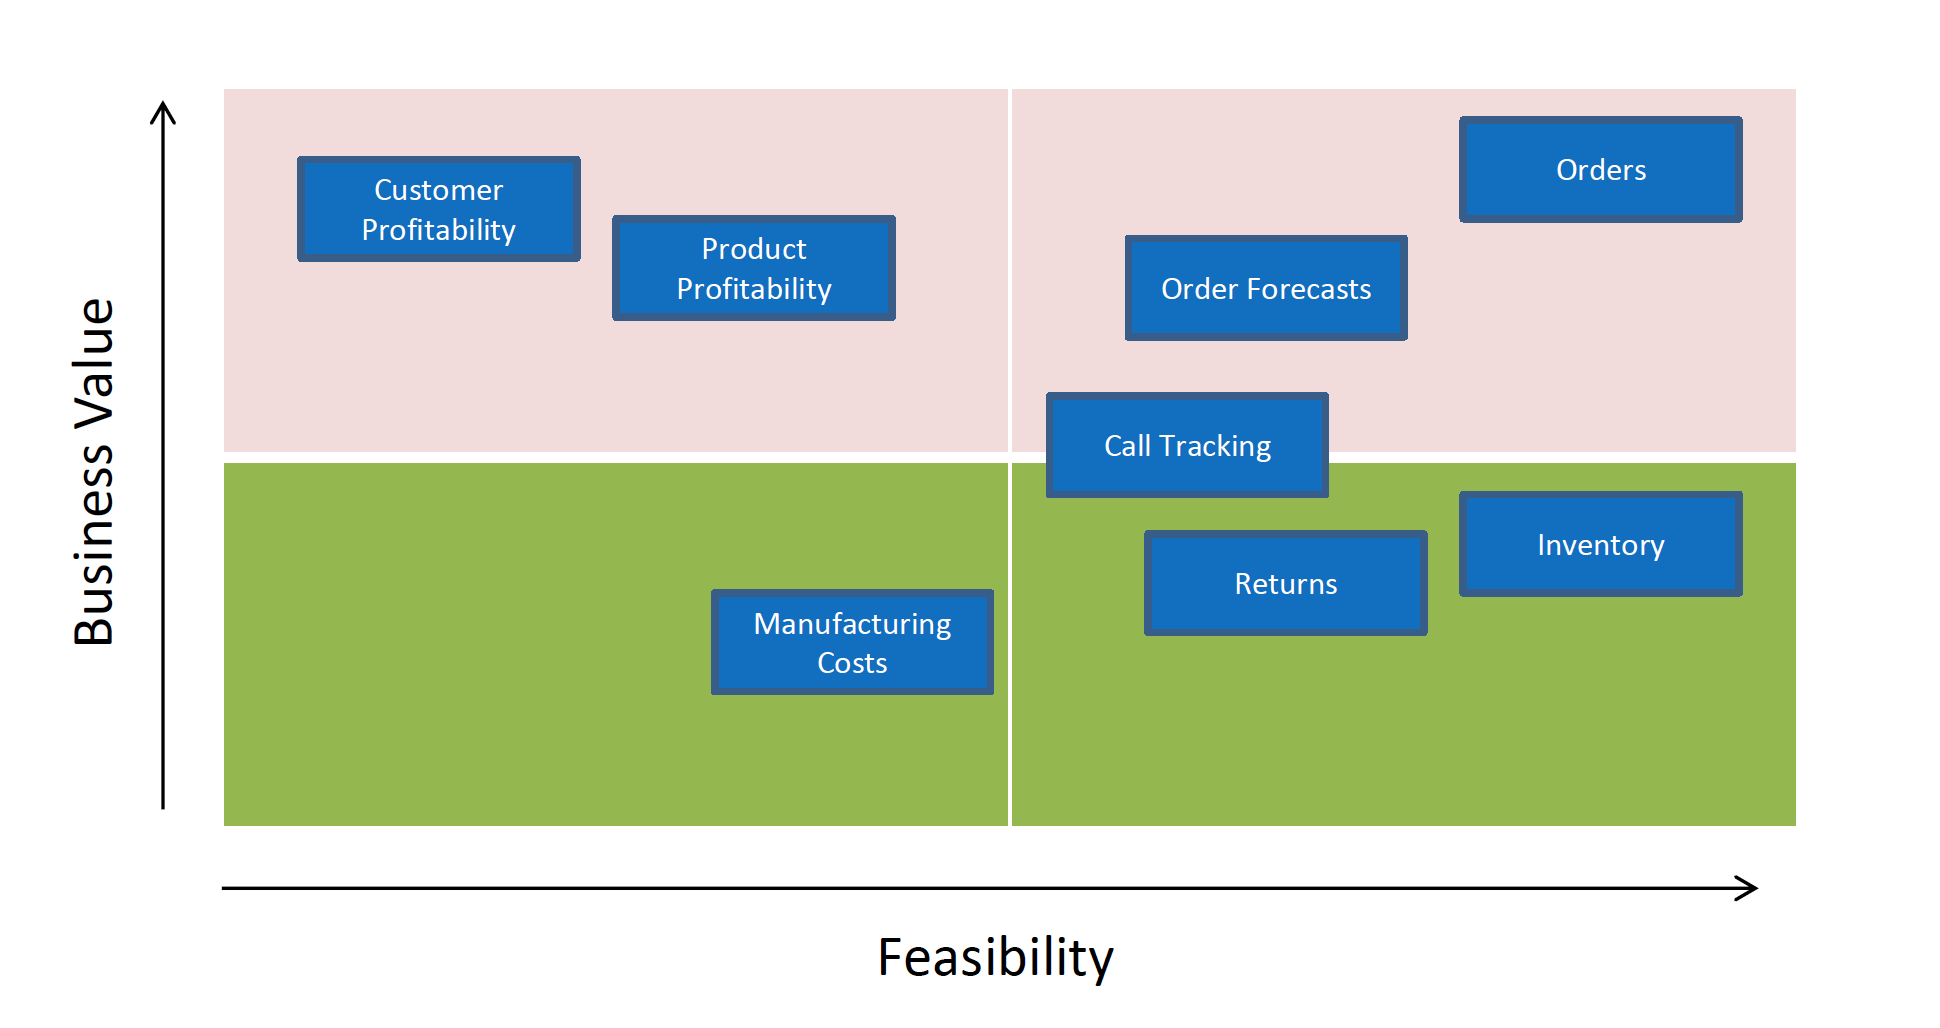 Business Value
Customer
Profitability
Product
Profitability
Orders
Order Forecasts
Call Tracking
Inventory
Returns
Manufacturing
Costs
Feasibility